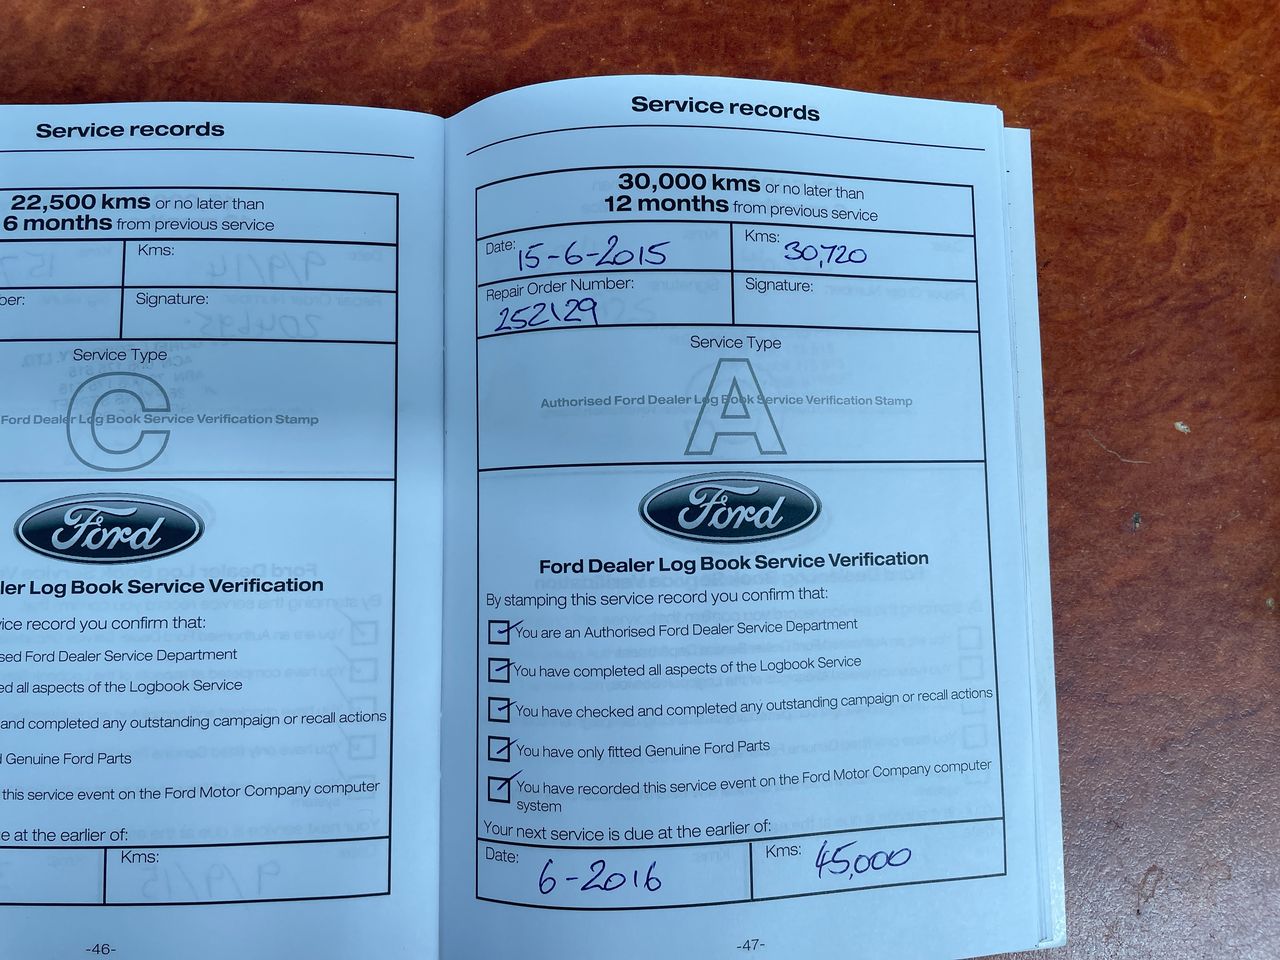 Service records
22,500 kms or no later than
6 months from previous service
Kms:
ber:
Signature:
Service Type
C
Ford Dealer Log Book Service Verification Stamp
Ford
ler Log Book Service Verification
vice record you confirm that:
sed Ford Dealer Service Department
ed all aspects of the Logbook Service
and completed any outstanding campaign or recall actions
d Genuine Ford Parts
this service event on the Ford Motor Company computer
e at the earlier of:
Kms:
-46-
Service records
30,000 kms or no later than
12 months from previous service
Date: 15-6-2015
Kms: 30,720
Repair Order Number:
252129
Signature:
Service Type
A
Authorised Ford Dealer Log Book Service Verification Stamp
Ford
Ford Dealer Log Book Service Verification
By stamping this service record you confirm that:
You are an Authorised Ford Dealer Service Department
You have completed all aspects of the Logbook Service
You have checked and completed any outstanding campaign or recall actions
You have only fitted Genuine Ford Parts
You have recorded this service event on the Ford Motor Company computer
system
Your next service is due at the earlier of:
Date: 6-2016
Kms: 45,000
-47-